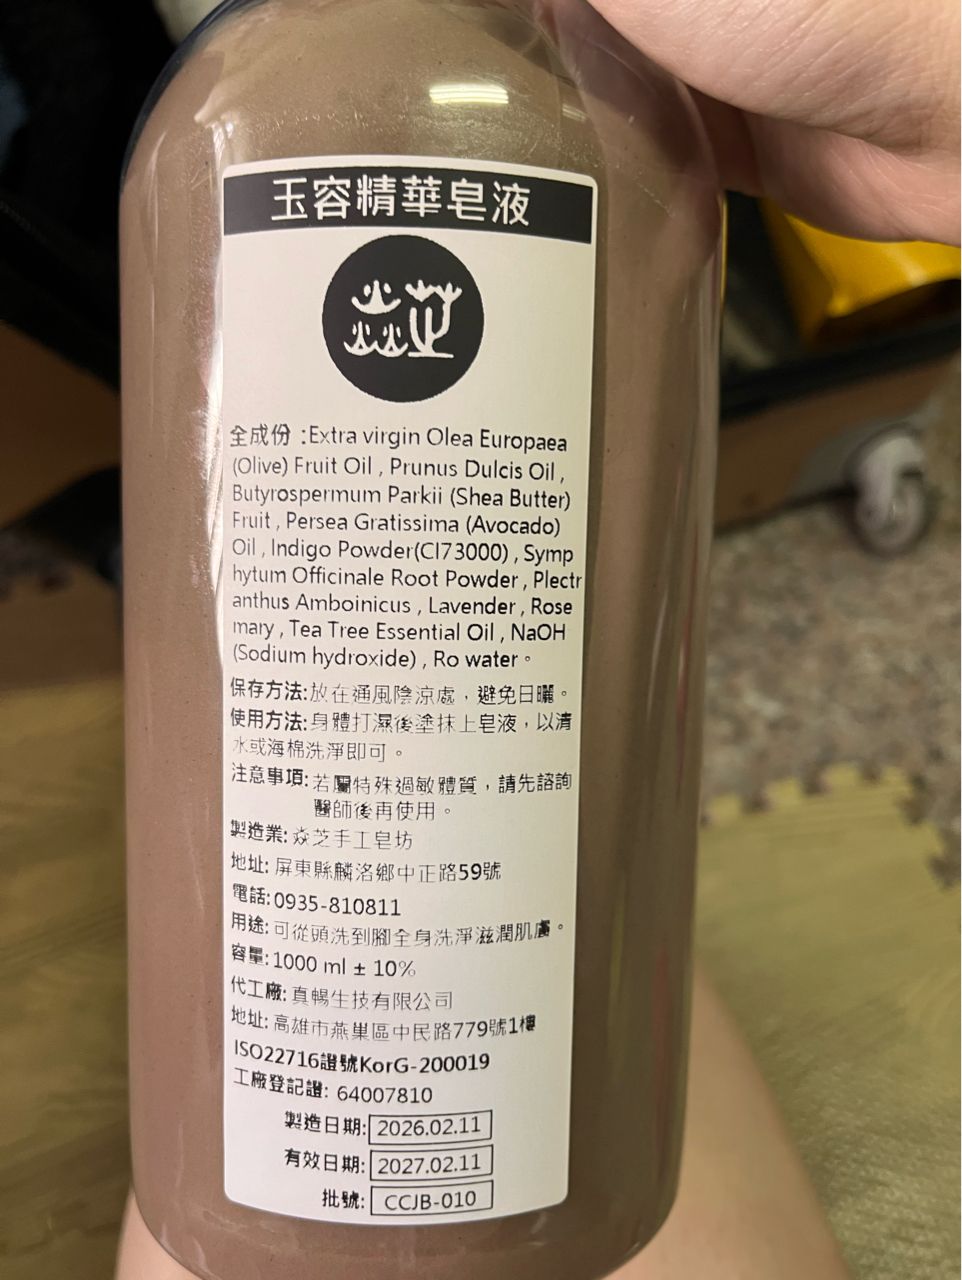 玉容精華皂液
全成份 :Extra virgin Olea Europaea
(Olive) Fruit Oil , Prunus Dulcis Oil ,
Butyrospermum Parkii (Shea Butter)
Fruit , Persea Gratissima (Avocado)
Oil , Indigo Powder(CI73000) , Symp
hytum Officinale Root Powder , Plectr
anthus Amboinicus , Lavender , Rose
mary , Tea Tree Essential Oil , NaOH
(Sodium hydroxide) , Ro water。
保存方法:放在通風陰涼處，避免日曬。
使用方法:身體打濕後塗抹上皂液，以清
水或海棉洗淨即可。
注意事項:若屬特殊過敏體質，請先諮詢
醫師後再使用。
製造業:焱芝手工皂坊
地址:屏東縣麟洛鄉中正路59號
電話:0935-810811
用途:可從頭洗到腳全身洗淨滋潤肌膚。
容量:1000 ml ± 10%
代工廠:真暢生技有限公司
地址:高雄市燕巢區中民路779號1樓
ISO22716證號KorG-200019
工廠登記證: 64007810
製造日期: 2026.02.11
有效日期: 2027.02.11
批號: CCJB-010